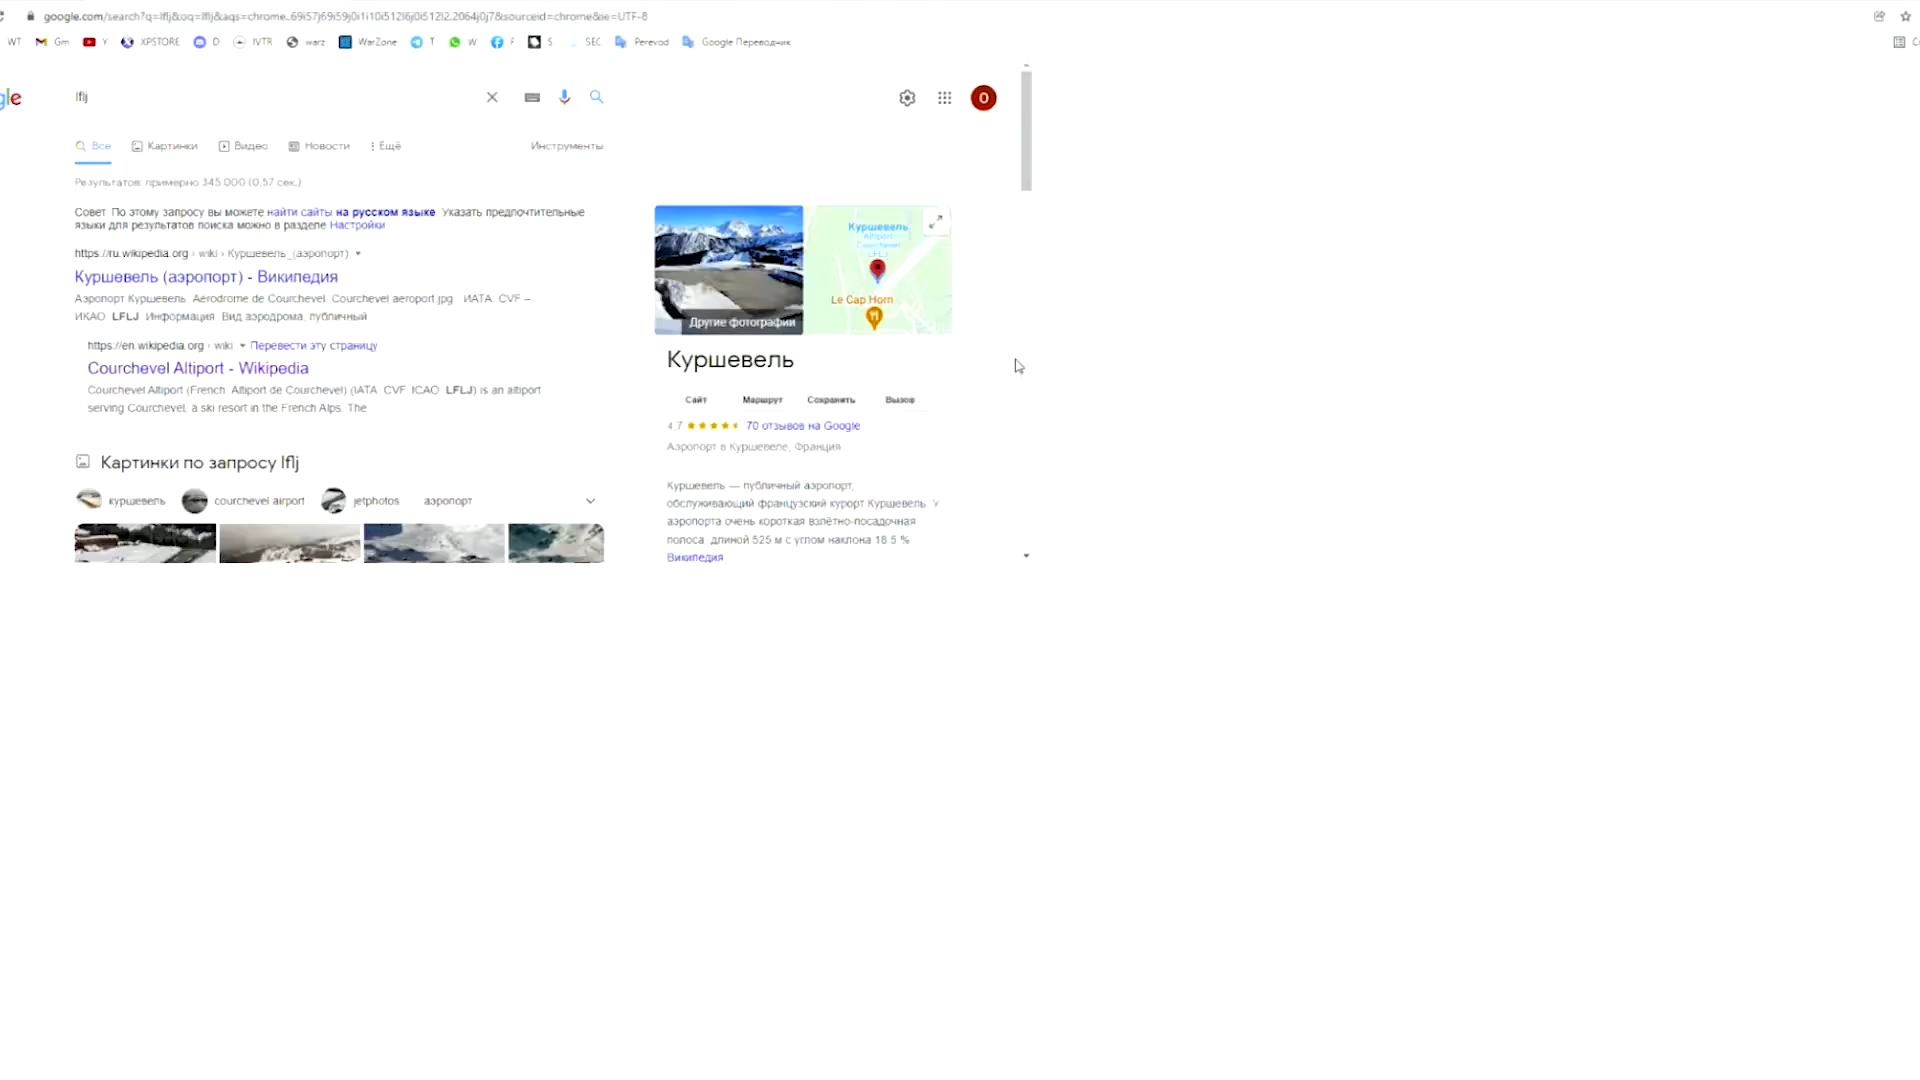 google.com/search?q=lflj&oq=lflj&aqs=chrome..69i57j69i59j0i1i10i512l6j0i512l2.2064j0j7&sourceid=chrome&ie=UTF-8
WT Gm Y XPSTORE D IVTR warz WarZone T W F S SEC Perevod Google Переводчик
gle lflj O
Все Картинки Видео Новости Ещё Инструменты
Результатов: примерно 345 000 (0,57 сек.)
Совет. По этому запросу вы можете найти сайты на русском языке. Указать предпочтительные
языки для результатов поиска можно в разделе Настройки
https://ru.wikipedia.org › wiki › Куршевель_(аэропорт)
Куршевель (аэропорт) - Википедия
Аэропорт Куршевель. Aérodrome de Courchevel. Courchevel aeroport.jpg. ИАТА: CVF –
ИКАО: LFLJ. Информация. Вид аэродрома, публичный
https://en.wikipedia.org › wiki Перевести эту страницу
Courchevel Altiport - Wikipedia
Courchevel Altiport (French: Altiport de Courchevel) (IATA: CVF, ICAO: LFLJ) is an altiport
serving Courchevel, a ski resort in the French Alps. The
Картинки по запросу lflj
куршевель courchevel airport jetphotos аэропорт
Другие фотографии
Куршевель
Altiport
Courchevel
LFLJ
Le Cap Horn
Куршевель
Сайт Маршрут Сохранить Вызов
4,7 70 отзывов на Google
Аэропорт в Куршевеле, Франция
Куршевель — публичный аэропорт,
обслуживающий французский курорт Куршевель. У
аэропорта очень короткая взлётно-посадочная
полоса, длиной 525 м с углом наклона 18.5 %.
Википедия